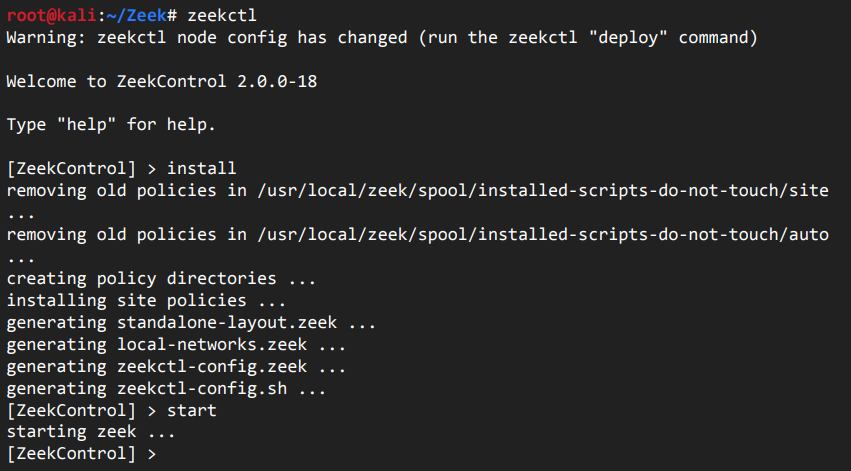 root@kali:~/Zeek# zeekctl
Warning: zeekctl node config has changed (run the zeekctl "deploy" command)
Welcome to ZeekControl 2.0.0-18
Type "help" for help.
[ZeekControl] > install
removing old policies in /usr/local/zeek/spool/installed-scripts-do-not-touch/site
...
removing old policies in /usr/local/zeek/spool/installed-scripts-do-not-touch/auto
...
creating policy directories ...
installing site policies ...
generating standalone-layout.zeek ...
generating local-networks.zeek ...
generating zeekctl-config.zeek ...
generating zeekctl-config.sh ...
[ZeekControl] > start
starting zeek ...
[ZeekControl] >